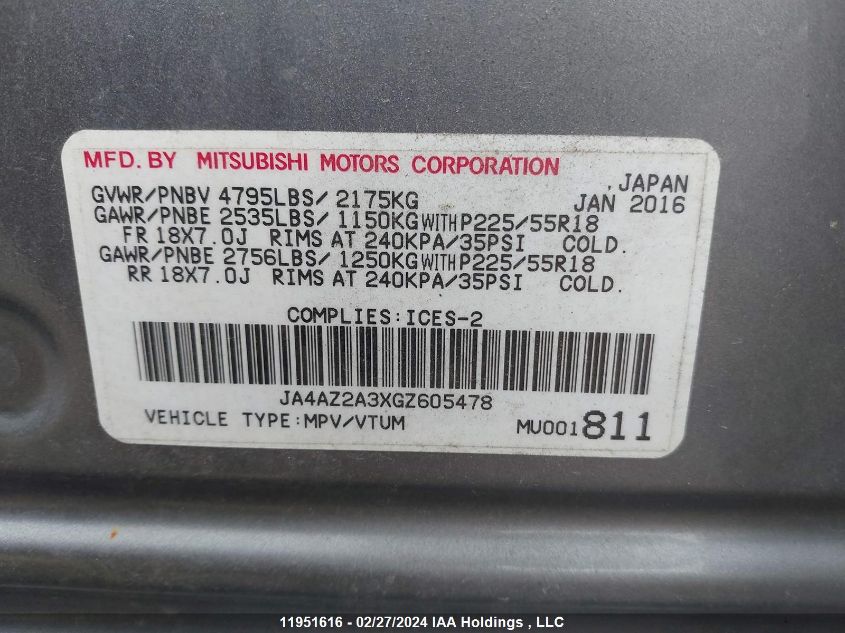 MFD. BY MITSUBISHI MOTORS CORPORATION
, JAPAN
GVWR/PNBV 4795LBS/ 2175KG JAN 2016
GAWR/PNBE 2535LBS/ 1150KG WITH P225/55R18
FR 18X7.0J RIMS AT 240KPA/35PSI COLD.
GAWR/PNBE 2756LBS/ 1250KG WITH P225/55R18
RR 18X7.0J RIMS AT 240KPA/35PSI COLD.
COMPLIES:ICES-2
JA4AZ2A3XGZ605478
VEHICLE TYPE:MPV/VTUM MU001811
11951616 - 02/27/2024 IAA Holdings , LLC